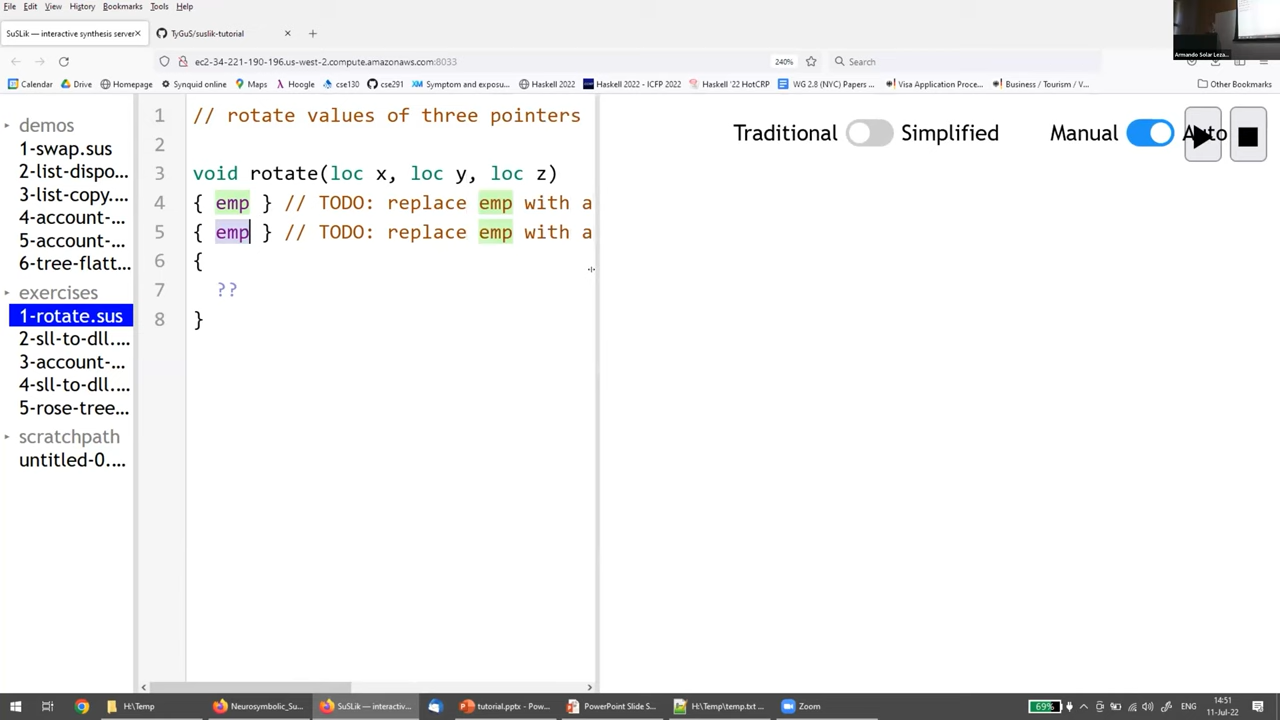 File Edit View History Bookmarks Tools Help
SuSLik — interactive synthesis server
TyGuS/suslik-tutorial
ec2-34-221-190-196.us-west-2.compute.amazonaws.com:8033
240%
Search
Calendar Drive Homepage Synquid online Maps Hoogle cse130 cse291 Symptom and exposu... Haskell 2022 Haskell 2022 - ICFP 2022 Haskell '22 HotCRP WG 2.8 (NYC) Papers ... Visa Application Proce... Business / Tourism / V... Other Bookmarks
Armando Solar Leza...
demos
1-swap.sus
2-list-dispo...
3-list-copy....
4-account-...
5-account-...
6-tree-flatt...
exercises
1-rotate.sus
2-sll-to-dll....
3-account-...
4-sll-to-dll....
5-rose-tree...
scratchpath
untitled-0....
1 // rotate values of three pointers
2
3 void rotate(loc x, loc y, loc z)
4 { emp } // TODO: replace emp with a
5 { emp } // TODO: replace emp with a
6 {
7 ??
8 }
Traditional Simplified Manual Auto
H:\Temp
Neurosymbolic_Su...
SuSLik — interactiv...
tutorial.pptx - Pow...
PowerPoint Slide S...
H:\Temp\temp.txt ...
Zoom
69%
ENG
14:51
11-Jul-22